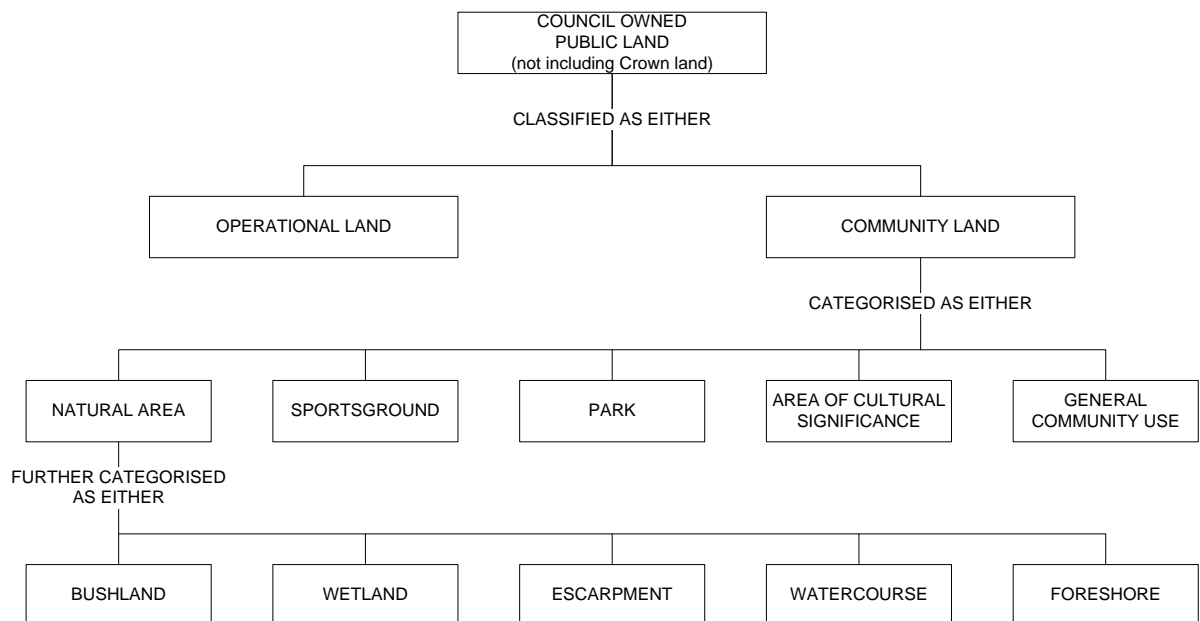 COUNCIL OWNED
PUBLIC LAND
(not including Crown land)
CLASSIFIED AS EITHER
OPERATIONAL LAND
COMMUNITY LAND
CATEGORISED AS EITHER
NATURAL AREA
SPORTSGROUND
PARK
AREA OF CULTURAL
SIGNIFICANCE
GENERAL
COMMUNITY USE
FURTHER CATEGORISED
AS EITHER
BUSHLAND
WETLAND
ESCARPMENT
WATERCOURSE
FORESHORE